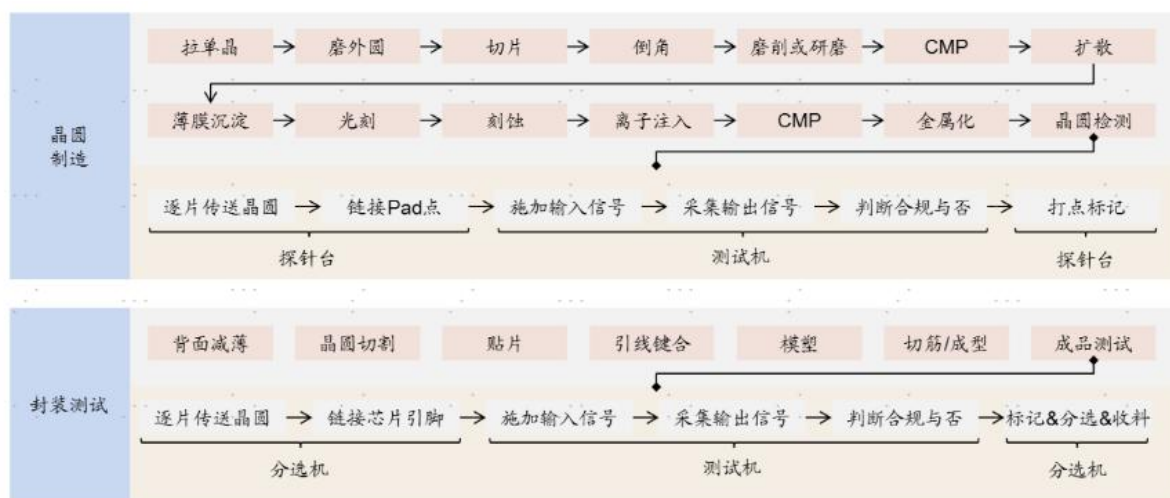 拉单晶 磨外圆 切片 倒角 磨削或研磨 CMP 扩散
薄膜沉淀 光刻 刻蚀 离子注入 CMP 金属化 晶圆检测
晶圆
制造
逐片传送晶圆 链接Pad点 施加输入信号 采集输出信号 判断合规与否 打点标记
探针台 测试机 探针台
背面减薄 晶圆切割 贴片 引线键合 模塑 切筋/成型 成品测试
封装测试
逐片传送晶圆 链接芯片引脚 施加输入信号 采集输出信号 判断合规与否 标记&分选&收料
分选机 测试机 分选机